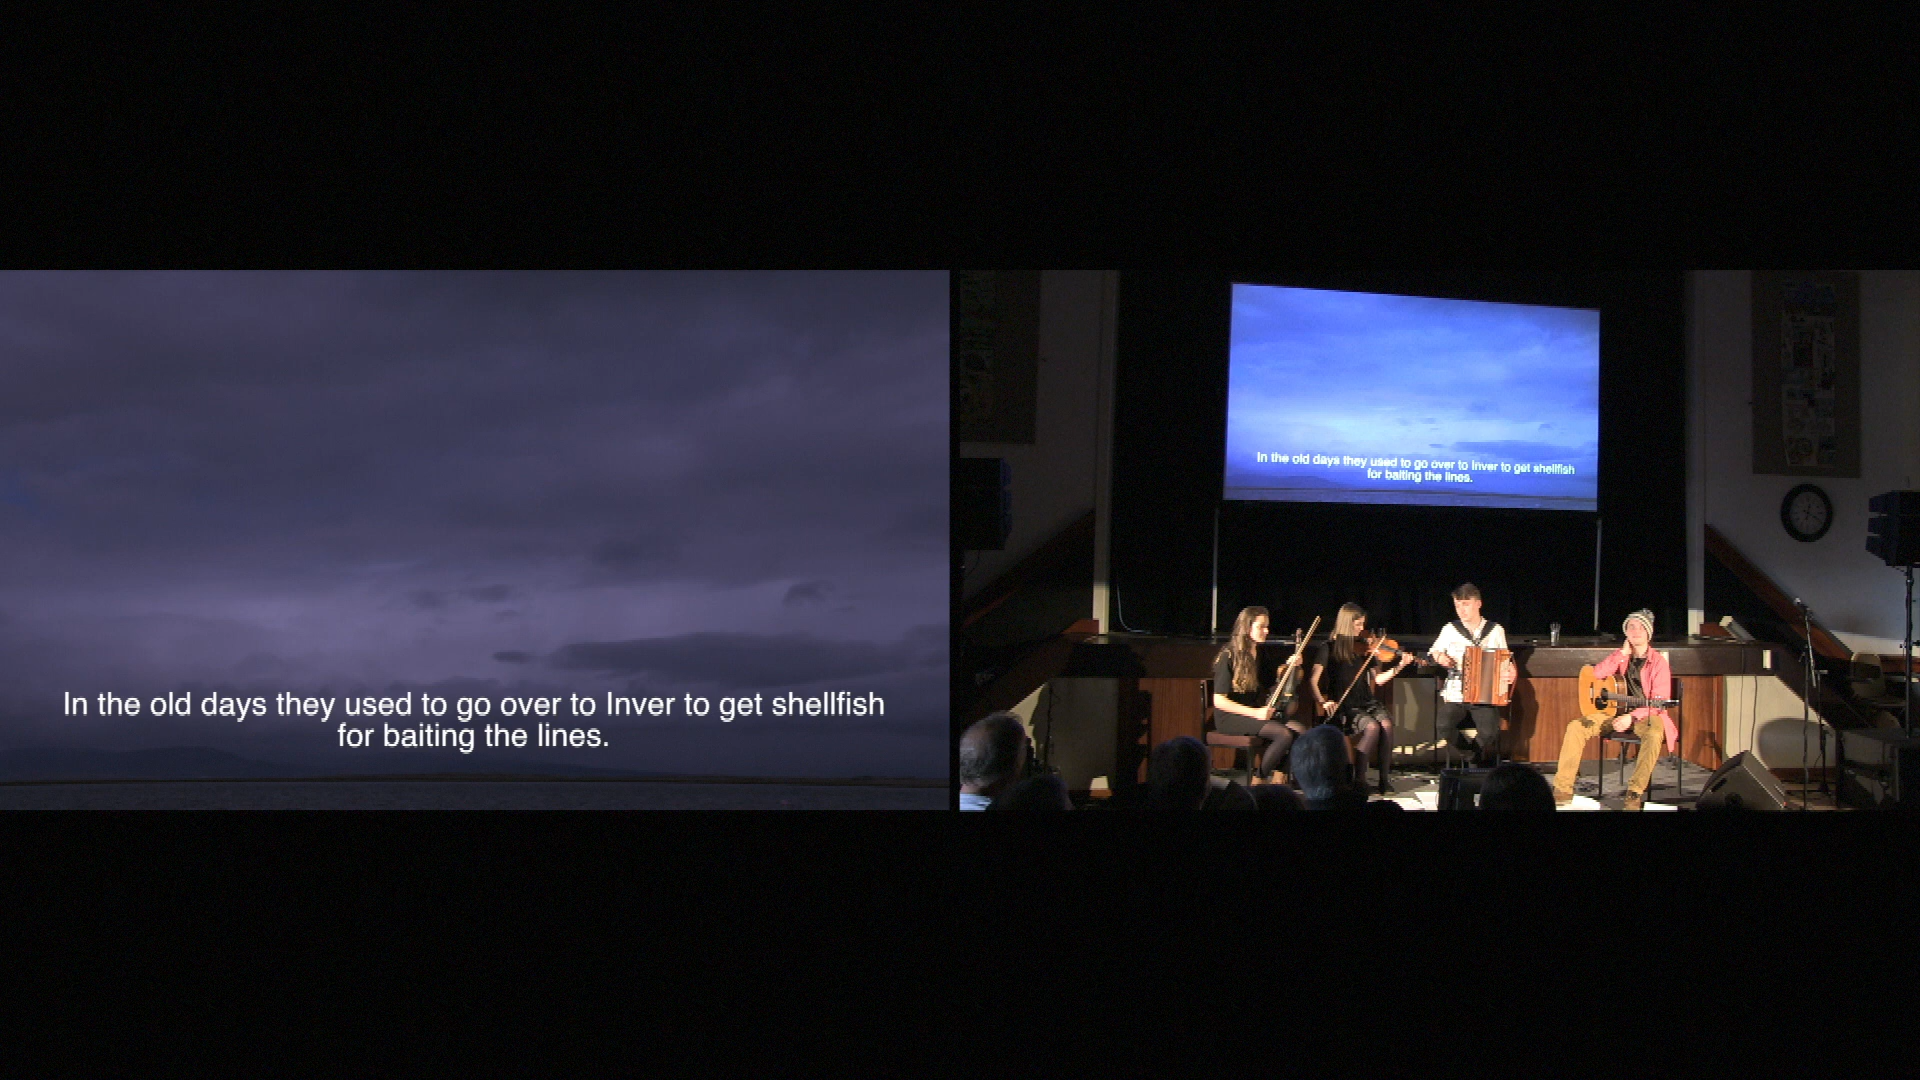 In the old days they used to go over to Inver to get shellfish
for baiting the lines.
In the old days they used to go over to Inver to get shellfish
for baiting the lines.